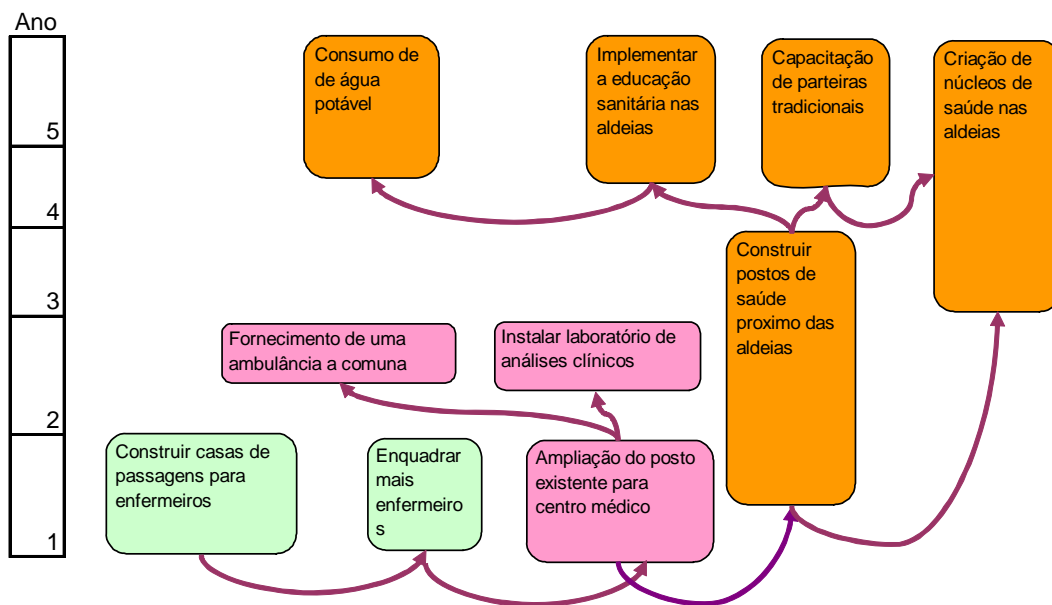 Ano
5
4
3
2
1
Consumo de
de água
potável
Implementar
a educação
sanitária nas
aldeias
Capacitação
de parteiras
tradicionais
Criação de
núcleos de
saúde nas
aldeias
Construir
postos de
saúde
proximo das
aldeias
Fornecimento de uma
ambulância a comuna
Instalar laboratório de
análises clínicos
Construir casas de
passagens para
enfermeiros
Enquadrar
mais
enfermeiro
s
Ampliação do posto
existente para
centro médico